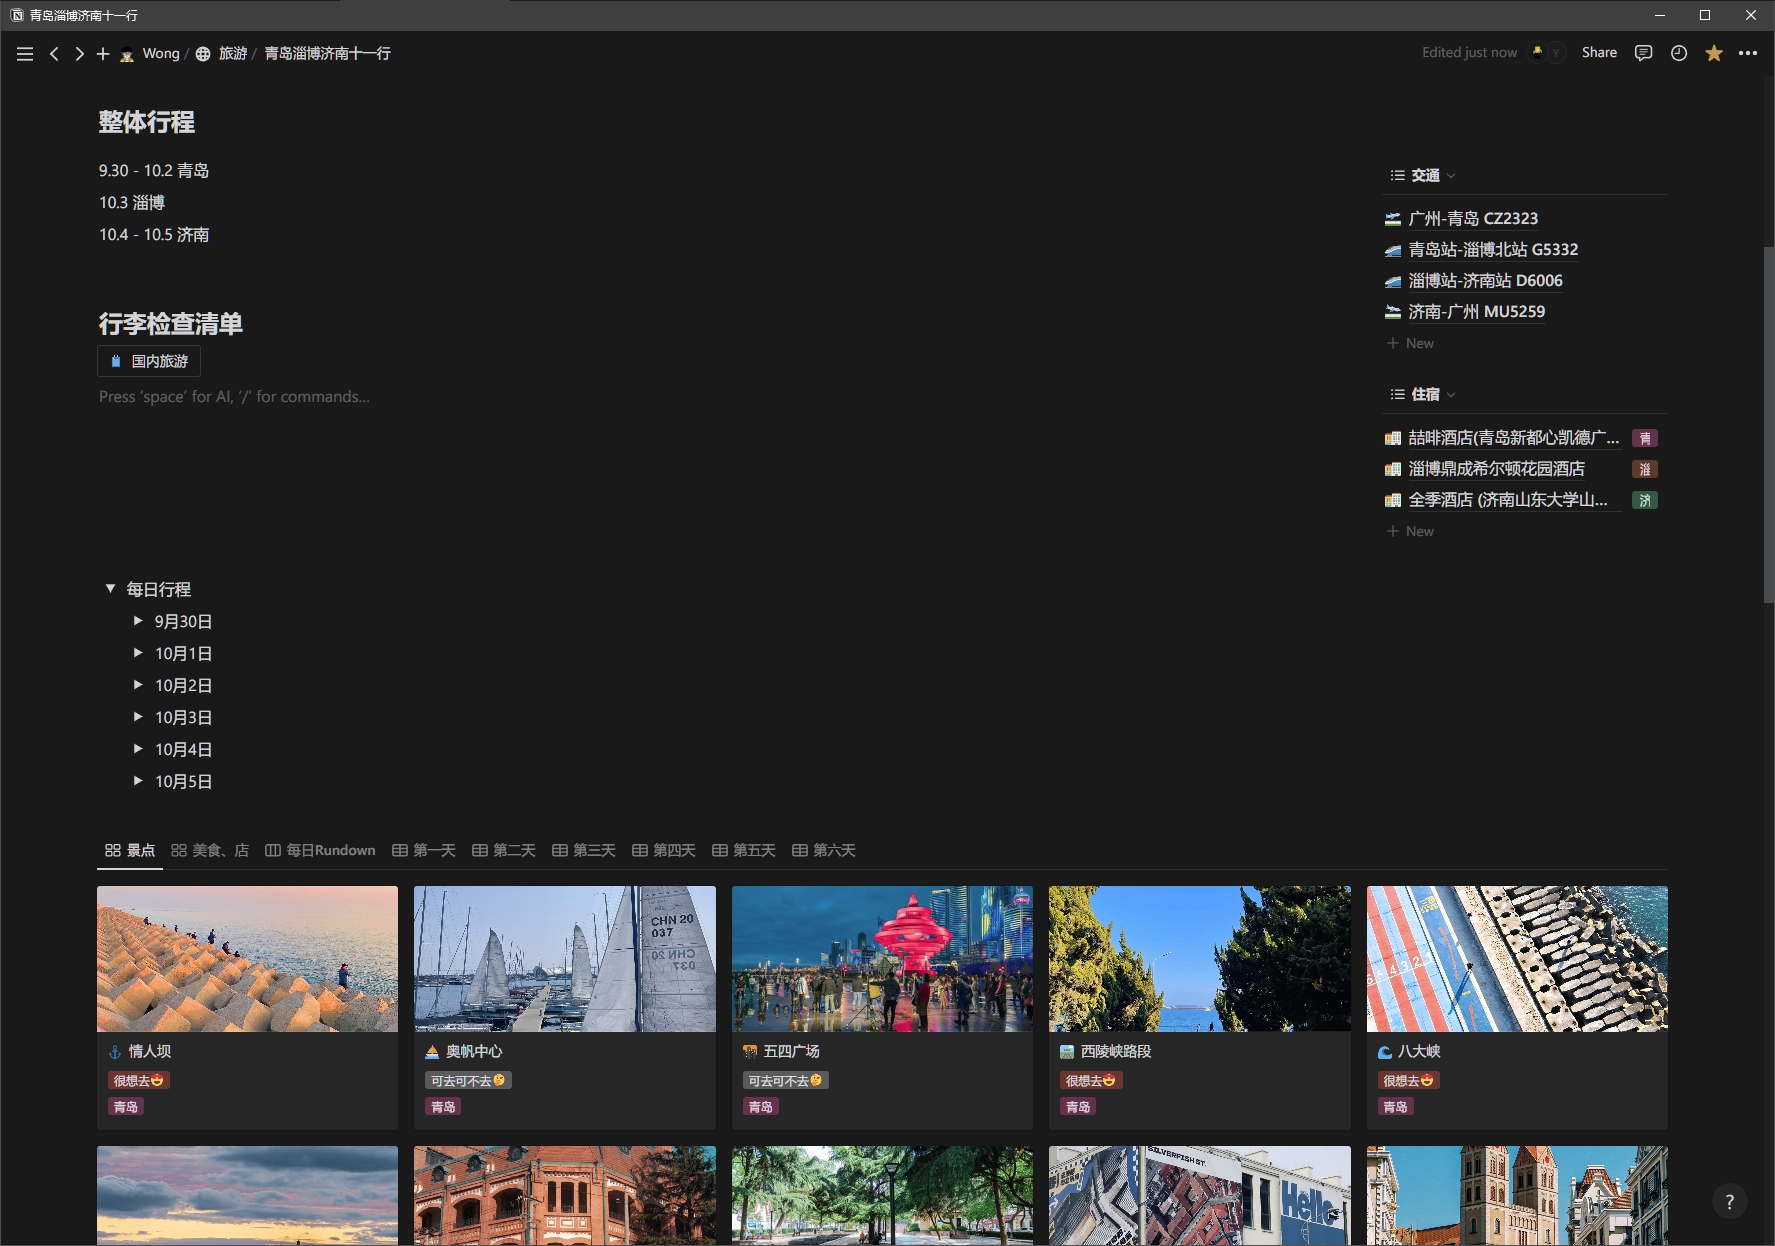 青岛淄博济南十一行
Wong / 旅游 / 青岛淄博济南十一行
Edited just now
Y
Share
整体行程
9.30 - 10.2 青岛
10.3 淄博
10.4 - 10.5 济南
行李检查清单
国内旅游
Press ‘space’ for AI, ‘/’ for commands...
交通
广州-青岛 CZ2323
青岛站-淄博北站 G5332
淄博站-济南站 D6006
济南-广州 MU5259
New
住宿
喆啡酒店(青岛新都心凯德广... 青
淄博鼎成希尔顿花园酒店 淄
全季酒店 (济南山东大学山... 济
New
每日行程
9月30日
10月1日
10月2日
10月3日
10月4日
10月5日
景点 美食、店 每日Rundown 第一天 第二天 第三天 第四天 第五天 第六天
CHN 20
037
情人坝
很想去😍
青岛
奥帆中心
可去可不去🤔
青岛
五四广场
可去可不去🤔
青岛
西陵峡路段
很想去😍
青岛
八大峡
很想去😍
青岛
SILVERFISH ST.
Hello
?